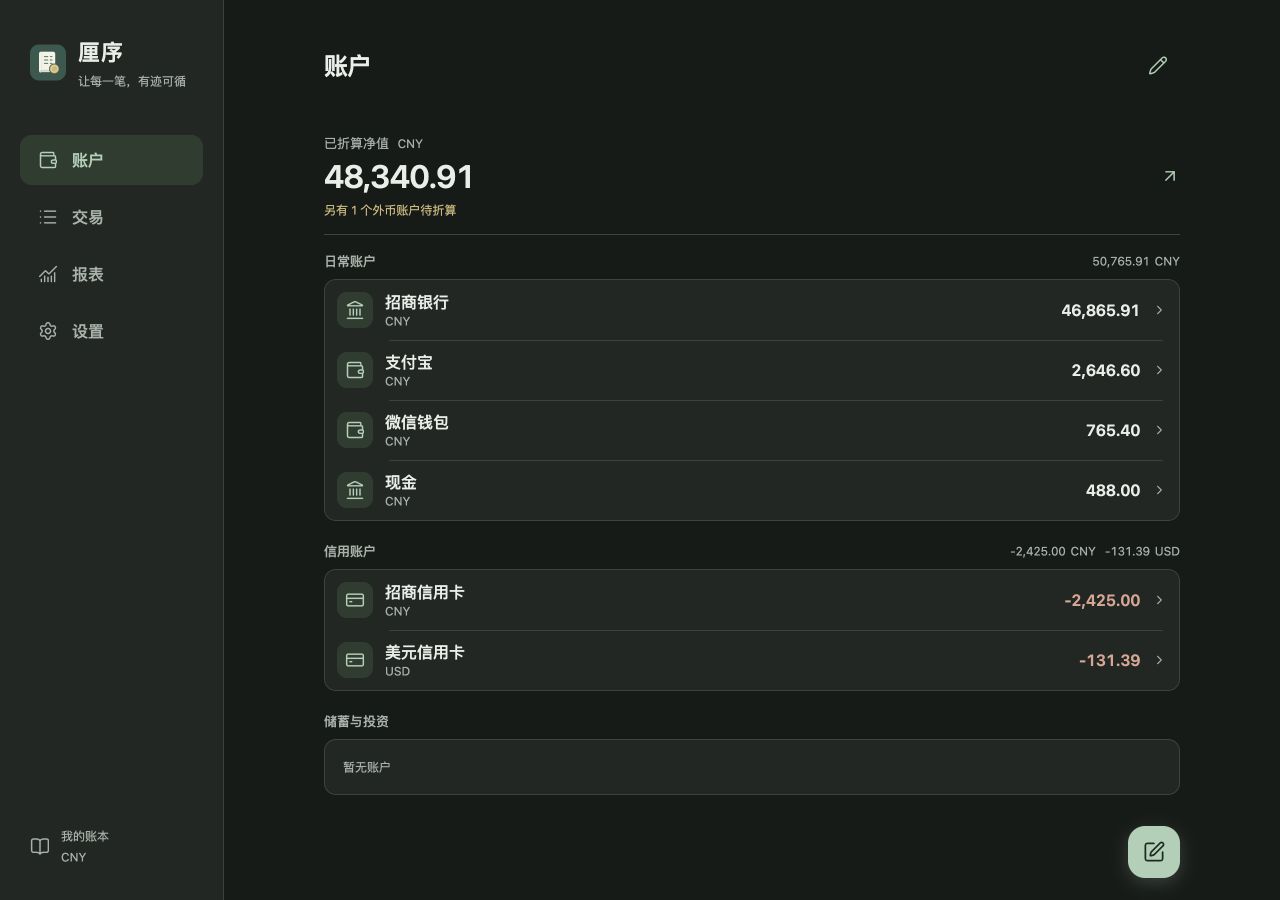 厘序
让每一笔，有迹可循
账户
交易
报表
设置
我的账本
CNY
账户
已折算净值 CNY
48,340.91
另有 1 个外币账户待折算
日常账户 50,765.91 CNY
招商银行
CNY
46,865.91
支付宝
CNY
2,646.60
微信钱包
CNY
765.40
现金
CNY
488.00
信用账户 -2,425.00 CNY -131.39 USD
招商信用卡
CNY
-2,425.00
美元信用卡
USD
-131.39
储蓄与投资
暂无账户